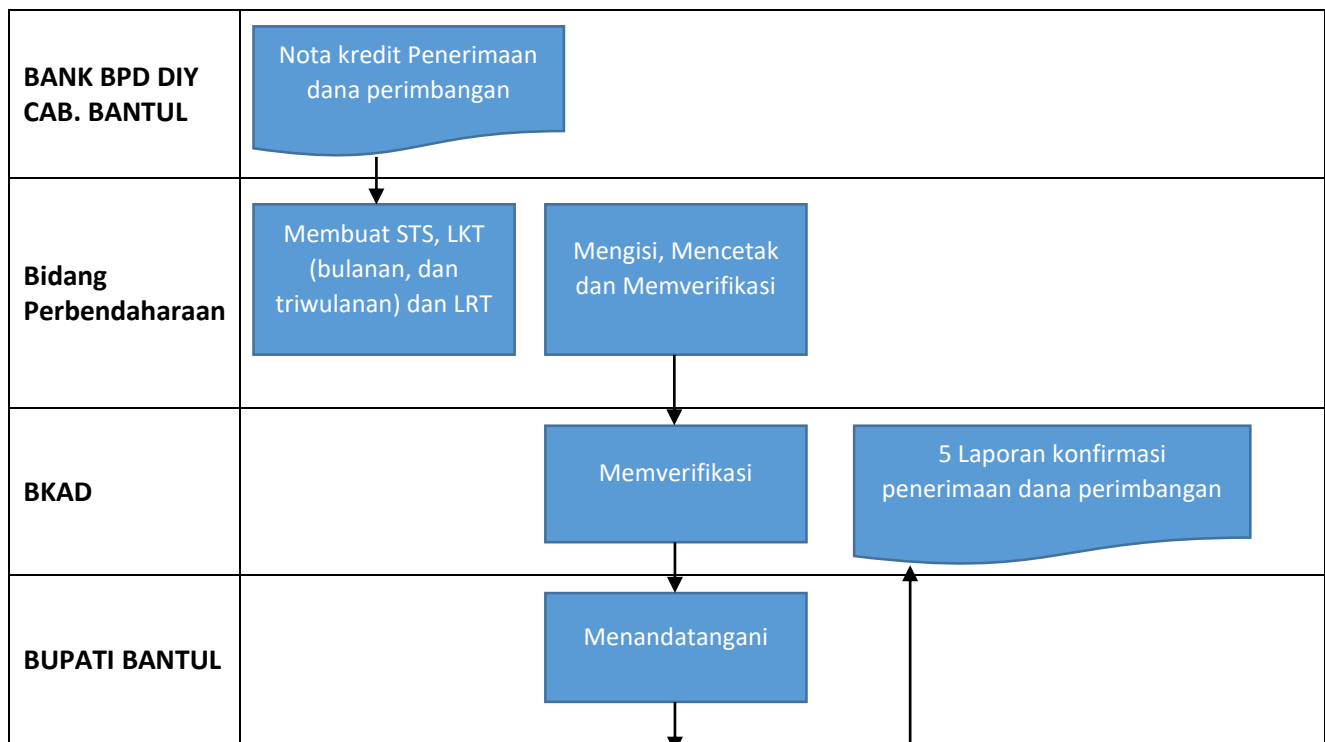 BANK BPD DIY
CAB. BANTUL
Nota kredit Penerimaan
dana perimbangan
Bidang
Perbendaharaan
Membuat STS, LKT
(bulanan, dan
triwulanan) dan LRT
Mengisi, Mencetak
dan Memverifikasi
BKAD
Memverifikasi
5 Laporan konfirmasi
penerimaan dana perimbangan
BUPATI BANTUL
Menandatangani